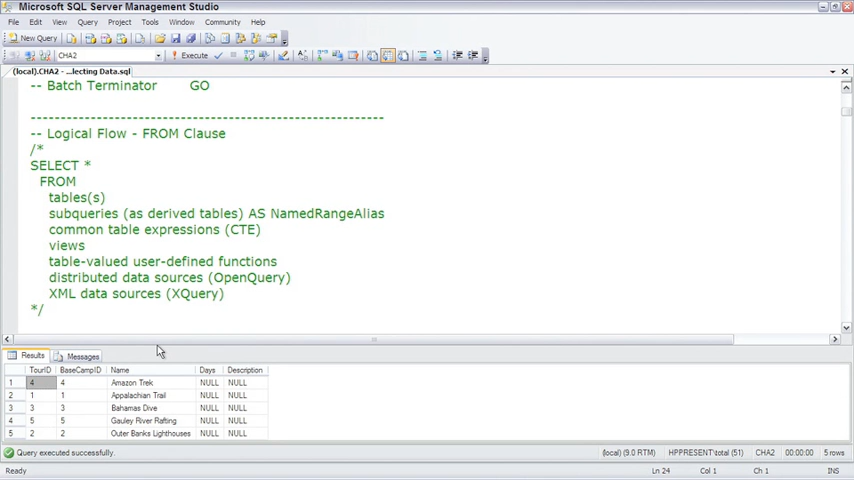 Microsoft SQL Server Management Studio
File Edit View Query Project Tools Window Community Help
New Query
CHA2 Execute
(local).CHA2 - ...lecting Data.sql
-- Batch Terminator GO
-----------------------------------------------------------
-- Logical Flow - FROM Clause
/*
SELECT *
FROM
tables(s)
subqueries (as derived tables) AS NamedRangeAlias
common table expressions (CTE)
views
table-valued user-defined functions
distributed data sources (OpenQuery)
XML data sources (XQuery)
*/
Results Messages
TourID BaseCampID Name Days Description
1 4 4 Amazon Trek NULL NULL
2 1 1 Appalachian Trail NULL NULL
3 3 3 Bahamas Dive NULL NULL
4 5 5 Gauley River Rafting NULL NULL
5 2 2 Outer Banks Lighthouses NULL NULL
Query executed successfully. (local) (9.0 RTM) HPPRESENT\total (51) CHA2 00:00:00 5 rows
Ready Ln 24 Col 1 Ch 1 INS